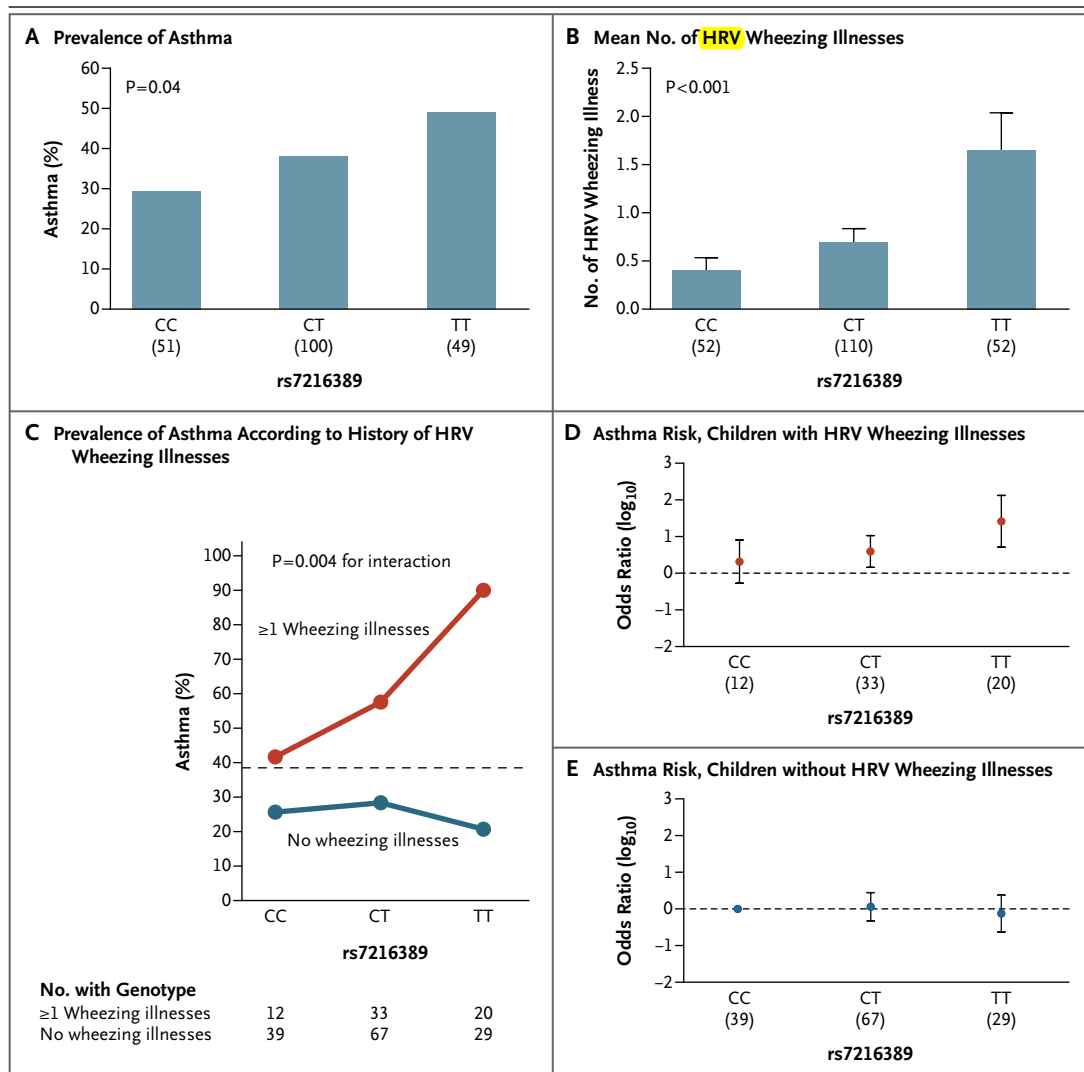 A Prevalence of Asthma
60
50
40
30
20
10
0
Asthma (%)
P=0.04
CC
(51)
CT
(100)
TT
(49)
rs7216389
B Mean No. of HRV Wheezing Illnesses
2.5
2.0
1.5
1.0
0.5
0.0
No. of HRV Wheezing Illness
P<0.001
CC
(52)
CT
(110)
TT
(52)
rs7216389
C Prevalence of Asthma According to History of HRV
Wheezing Illnesses
100
90
80
70
60
50
40
30
20
10
0
Asthma (%)
P=0.004 for interaction
≥1 Wheezing illnesses
No wheezing illnesses
CC
CT
TT
rs7216389
No. with Genotype
≥1 Wheezing illnesses 12 33 20
No wheezing illnesses 39 67 29
D Asthma Risk, Children with HRV Wheezing Illnesses
3
2
1
0
–1
–2
Odds Ratio (log10)
CC
(12)
CT
(33)
TT
(20)
rs7216389
E Asthma Risk, Children without HRV Wheezing Illnesses
3
2
1
0
–1
–2
Odds Ratio (log10)
CC
(39)
CT
(67)
TT
(29)
rs7216389